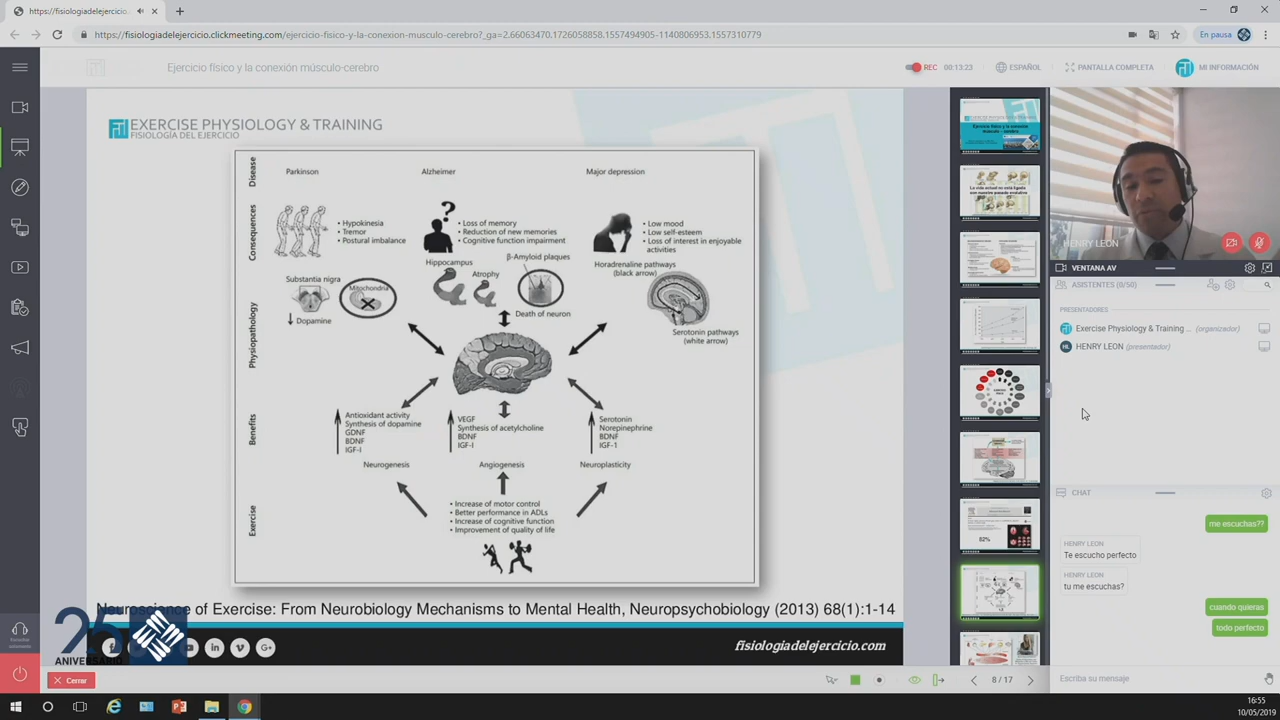 https://fisiologiadelejercicio
https://fisiologiadelejercicio.clickmeeting.com/ejercicio-fisico-y-la-conexion-musculo-cerebro?_ga=2.66063470.1726058858.1557494905-1140806953.1557310779
En pausa
Ejercicio físico y la conexión músculo-cerebro
REC 00:13:23
ESPAÑOL
PANTALLA COMPLETA
MI INFORMACIÓN
EXERCISE PHYSIOLOGY & TRAINING
FISIOLOGÍA DEL EJERCICIO
Disease
Parkinson
Alzheimer
Major depression
Consequences
• Hypokinesia
• Tremor
• Postural imbalance
?
• Loss of memory
• Reduction of new memories
• Cognitive function impairment
• Low mood
• Low self-esteem
• Loss of interest in enjoyable
activities
Physiopathology
Substantia nigra
Mitochondria
↓ Dopamine
Hippocampus
Atrophy
β-Amyloid plaques
Death of neuron
Noradrenaline pathways
(black arrow)
Serotonin pathways
(white arrow)
Benefits
Antioxidant activity
Synthesis of dopamine
GDNF
BDNF
IGF-I
VEGF
Synthesis of acetylcholine
BDNF
IGF-I
Serotonin
Norepinephrine
BDNF
IGF-1
Neurogenesis
Angiogenesis
Neuroplasticity
Exercise
• Increase of motor control
• Better performance in ADLs
• Increase of cognitive function
• Improvement of quality of life
Neuroscience of Exercise: From Neurobiology Mechanisms to Mental Health, Neuropsychobiology (2013) 68(1):1-14
25
ANIVERSARIO
fisiologiadelejercicio.com
Cerrar
8 / 17
HENRY LEON
VENTANA AV
ASISTENTES (0/50)
PRESENTADORES
Exercise Physiology & Training ... (organizador)
HL HENRY LEON (presentador)
CHAT
me escuchas??
HENRY LEON
Te escucho perfecto
HENRY LEON
tu me escuchas?
cuando quieras
todo perfecto
Escriba su mensaje
16:55
10/05/2019